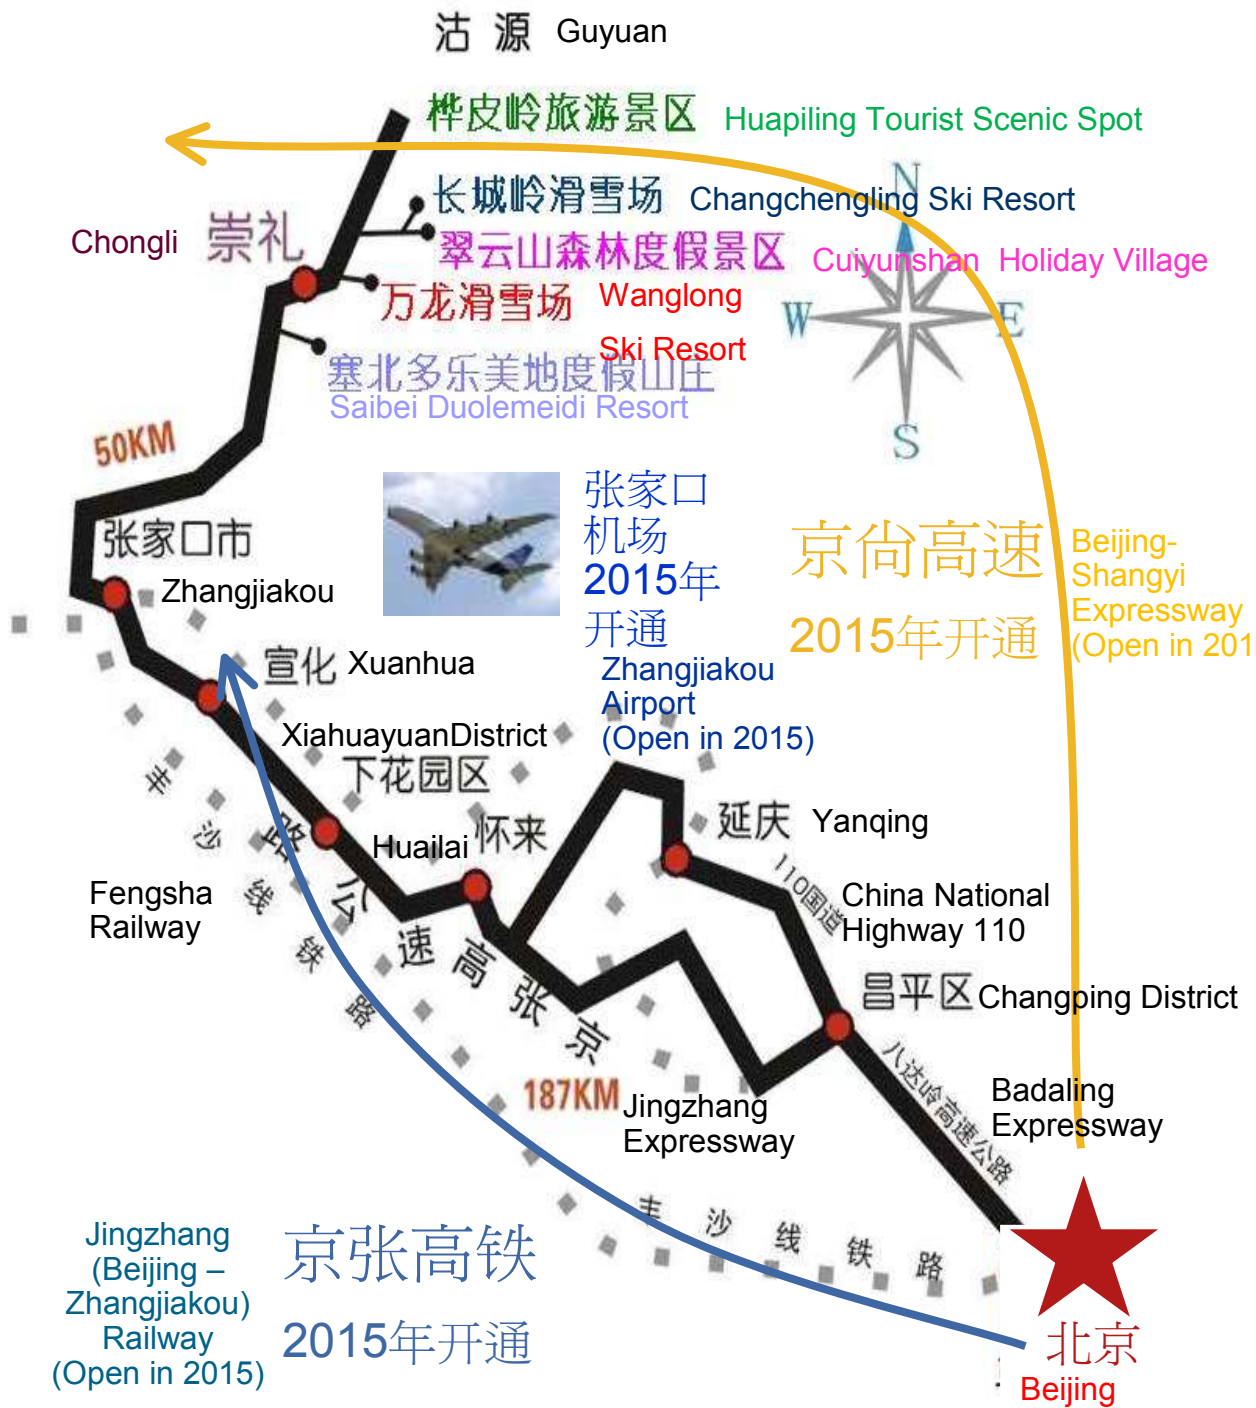 沽源 Guyuan
桦皮岭旅游景区 Huapiling Tourist Scenic Spot
N
长城岭滑雪场 Changchengling Ski Resort
Chongli 崇礼
翠云山森林度假景区 Cuiyunshan Holiday Village
万龙滑雪场 Wanglong
Ski Resort
W
E
塞北多乐美地度假山庄
Saibei Duolemeidi Resort
S
50KM
张家口
机场
2015年
开通
Zhangjiakou
Airport
(Open in 2015)
京尚高速
2015年开通
Beijing-
Shangyi
Expressway
(Open in 201
张家口市
Zhangjiakou
宣化 Xuanhua
XiahuayuanDistrict
下花园区
Huailai 怀来
延庆 Yanqing
110国道
China National
Highway 110
丰沙线铁路
Fengsha
Railway
路公速高张京
昌平区 Changping District
187KM
Jingzhang
Expressway
八达岭高速公路
Badaling
Expressway
丰沙线铁路
Jingzhang
(Beijing –
Zhangjiakou)
Railway
(Open in 2015)
京张高铁
2015年开通
北京
Beijing